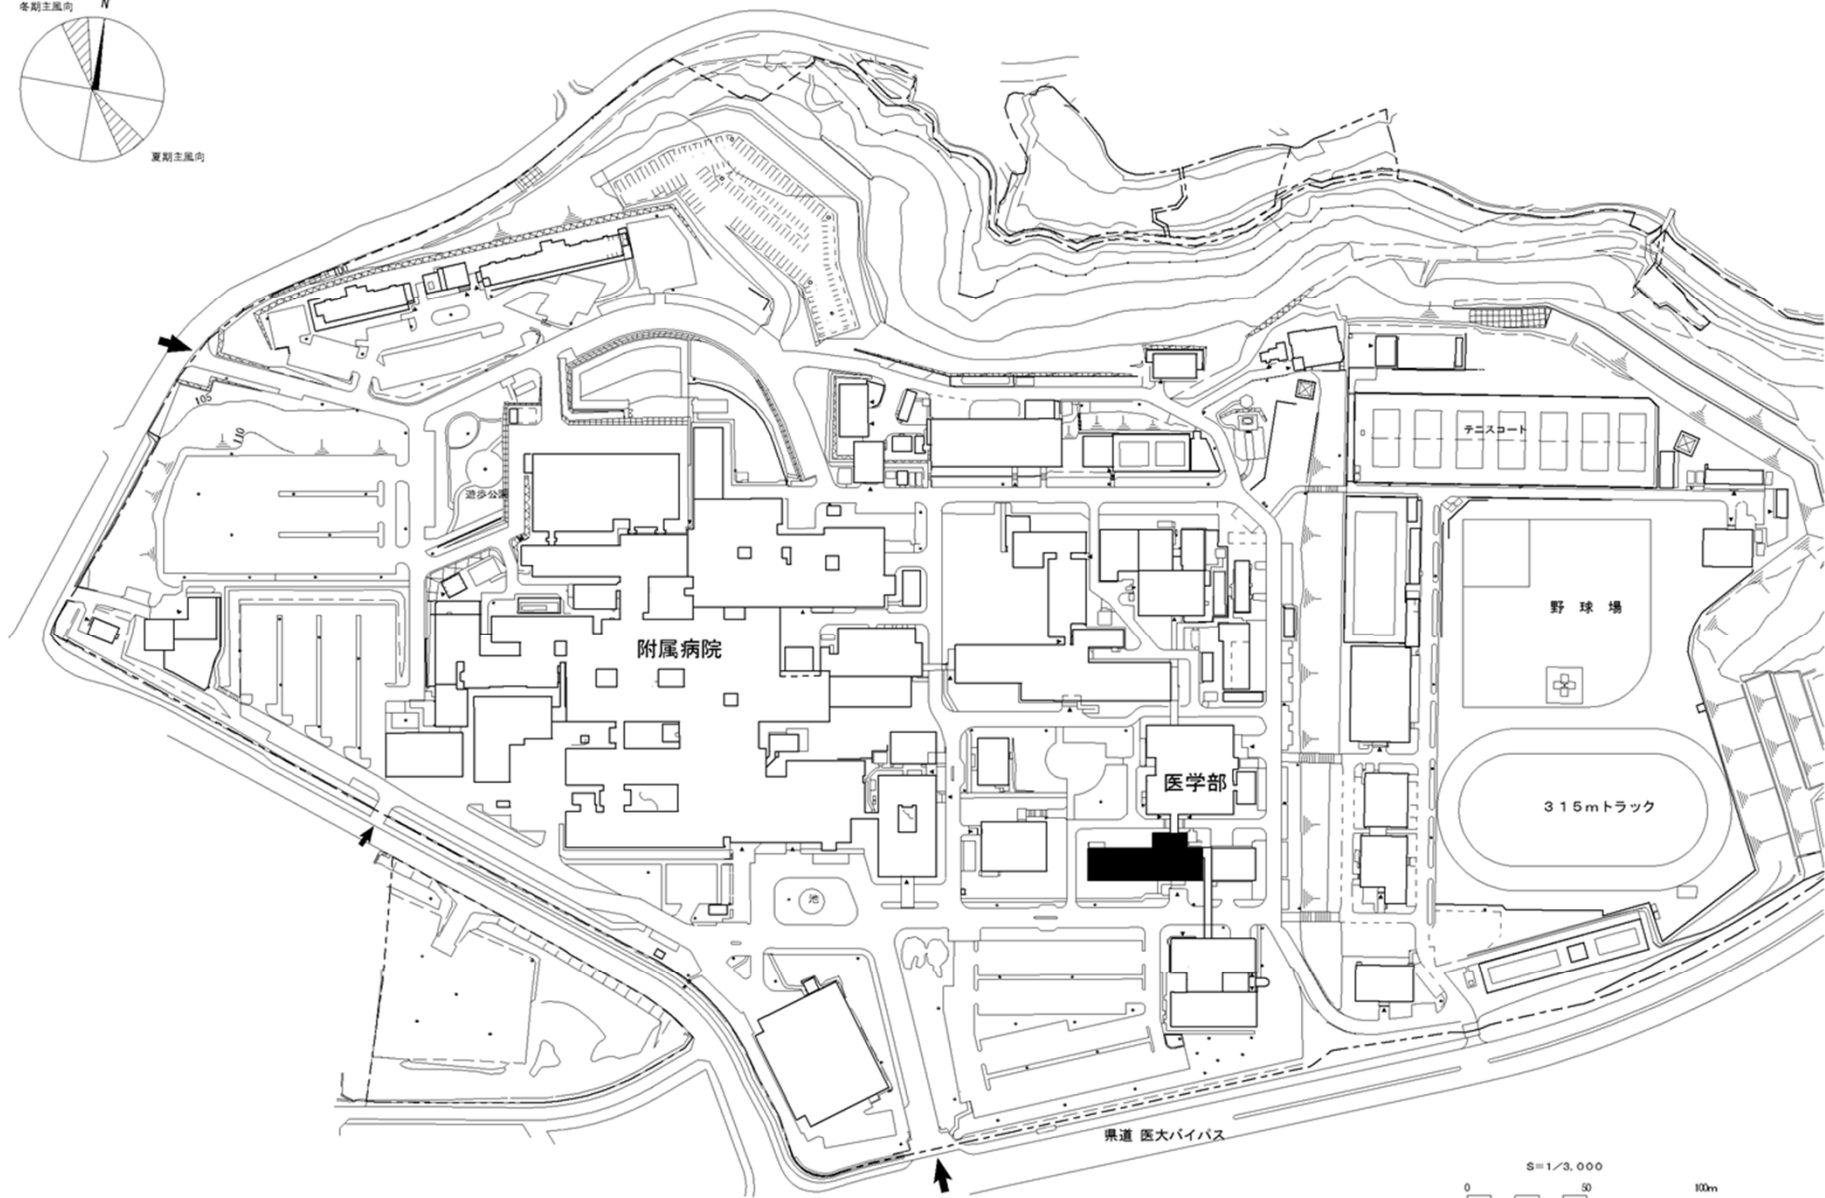 冬期主風向
N
夏期主風向
105
110
テニスコート
遊歩公園
野球場
附属病院
医学部
315mトラック
池
県道 医大バイパス
S=1/3,000
0 50 100m